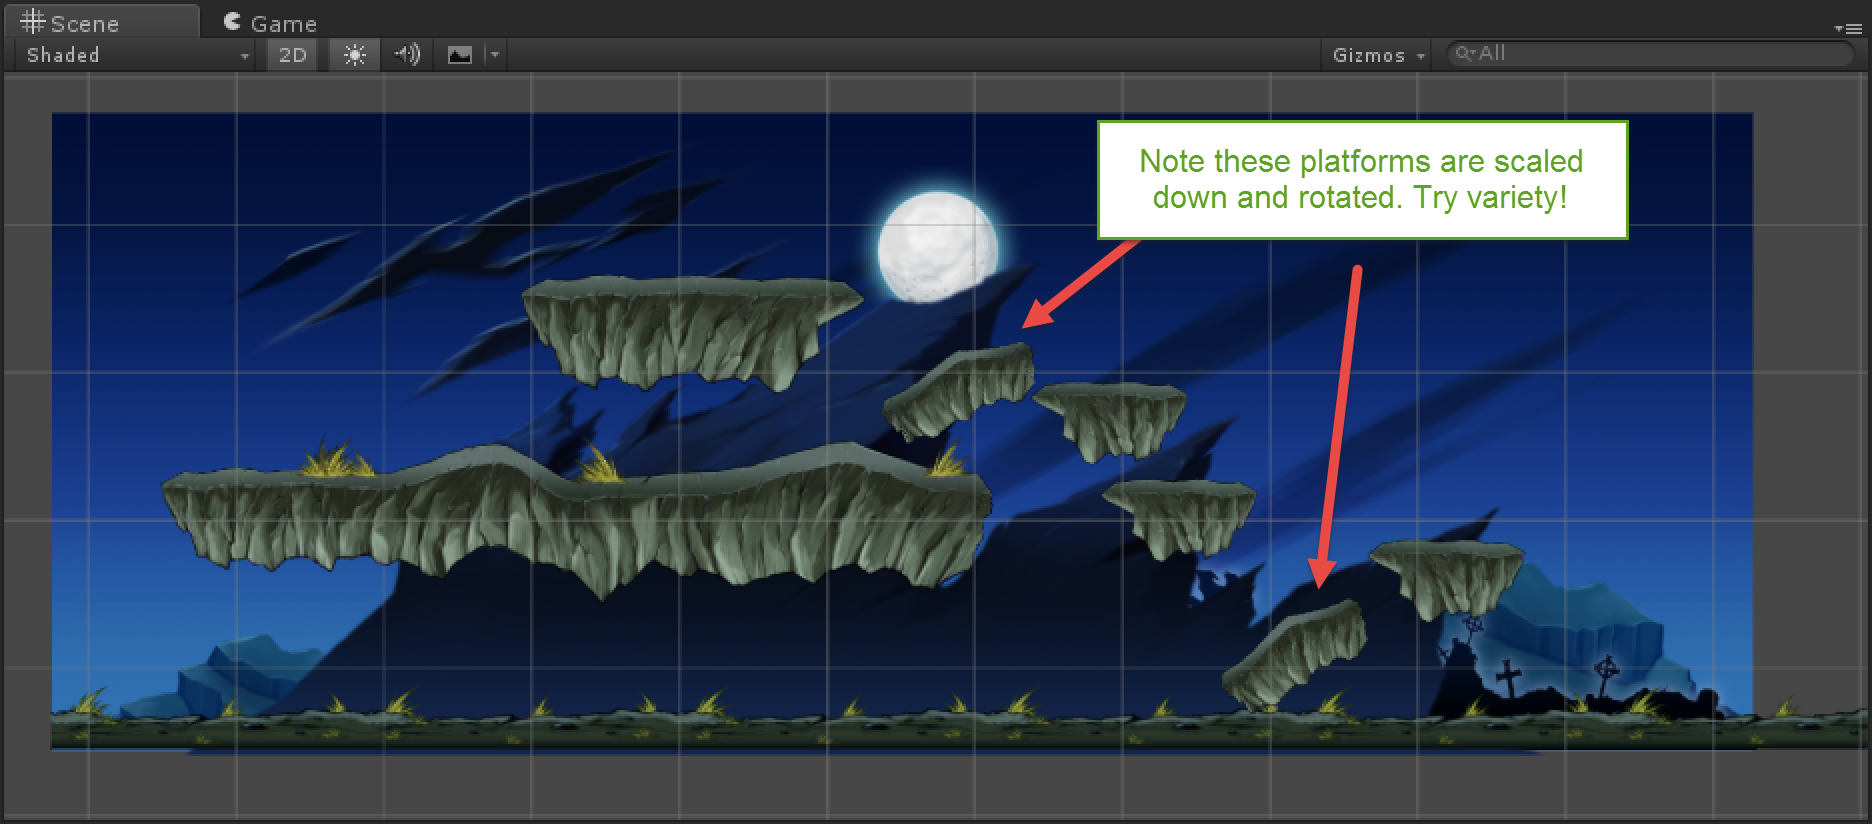 Scene
Game
Shaded
2D
Gizmos
All
Note these platforms are scaled
down and rotated. Try variety!